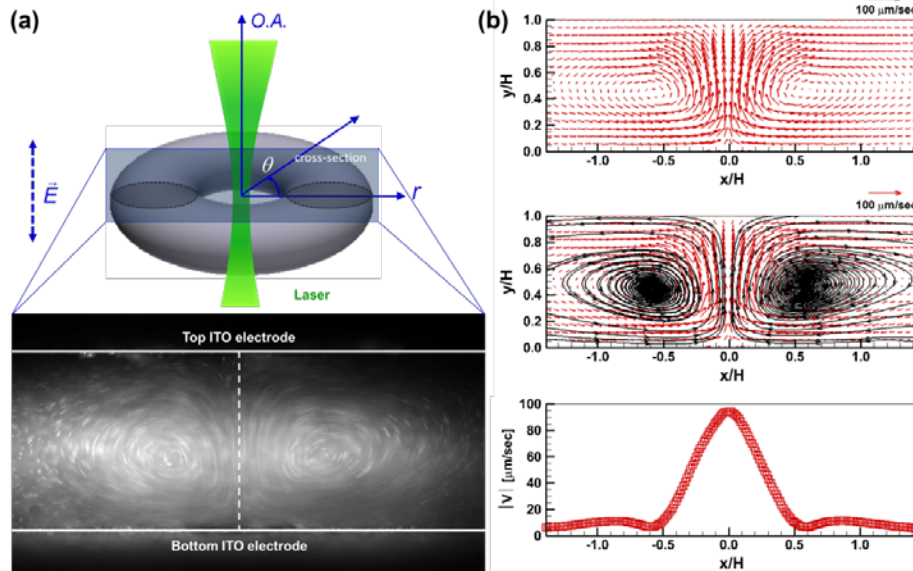 (a)
O.A.
cross-section
θ
E
r
Laser
Top ITO electrode
Bottom ITO electrode
(b)
100 μm/sec
1.0
0.8
0.6
0.4
0.2
0.0
y/H
-1.0 -0.5 0.0 0.5 1.0
x/H
100 μm/sec
1.0
0.8
0.6
0.4
0.2
0.0
y/H
-1.0 -0.5 0.0 0.5 1.0
x/H
100
80
60
40
20
0
|V| [μm/sec]
-1.0 -0.5 0.0 0.5 1.0
x/H